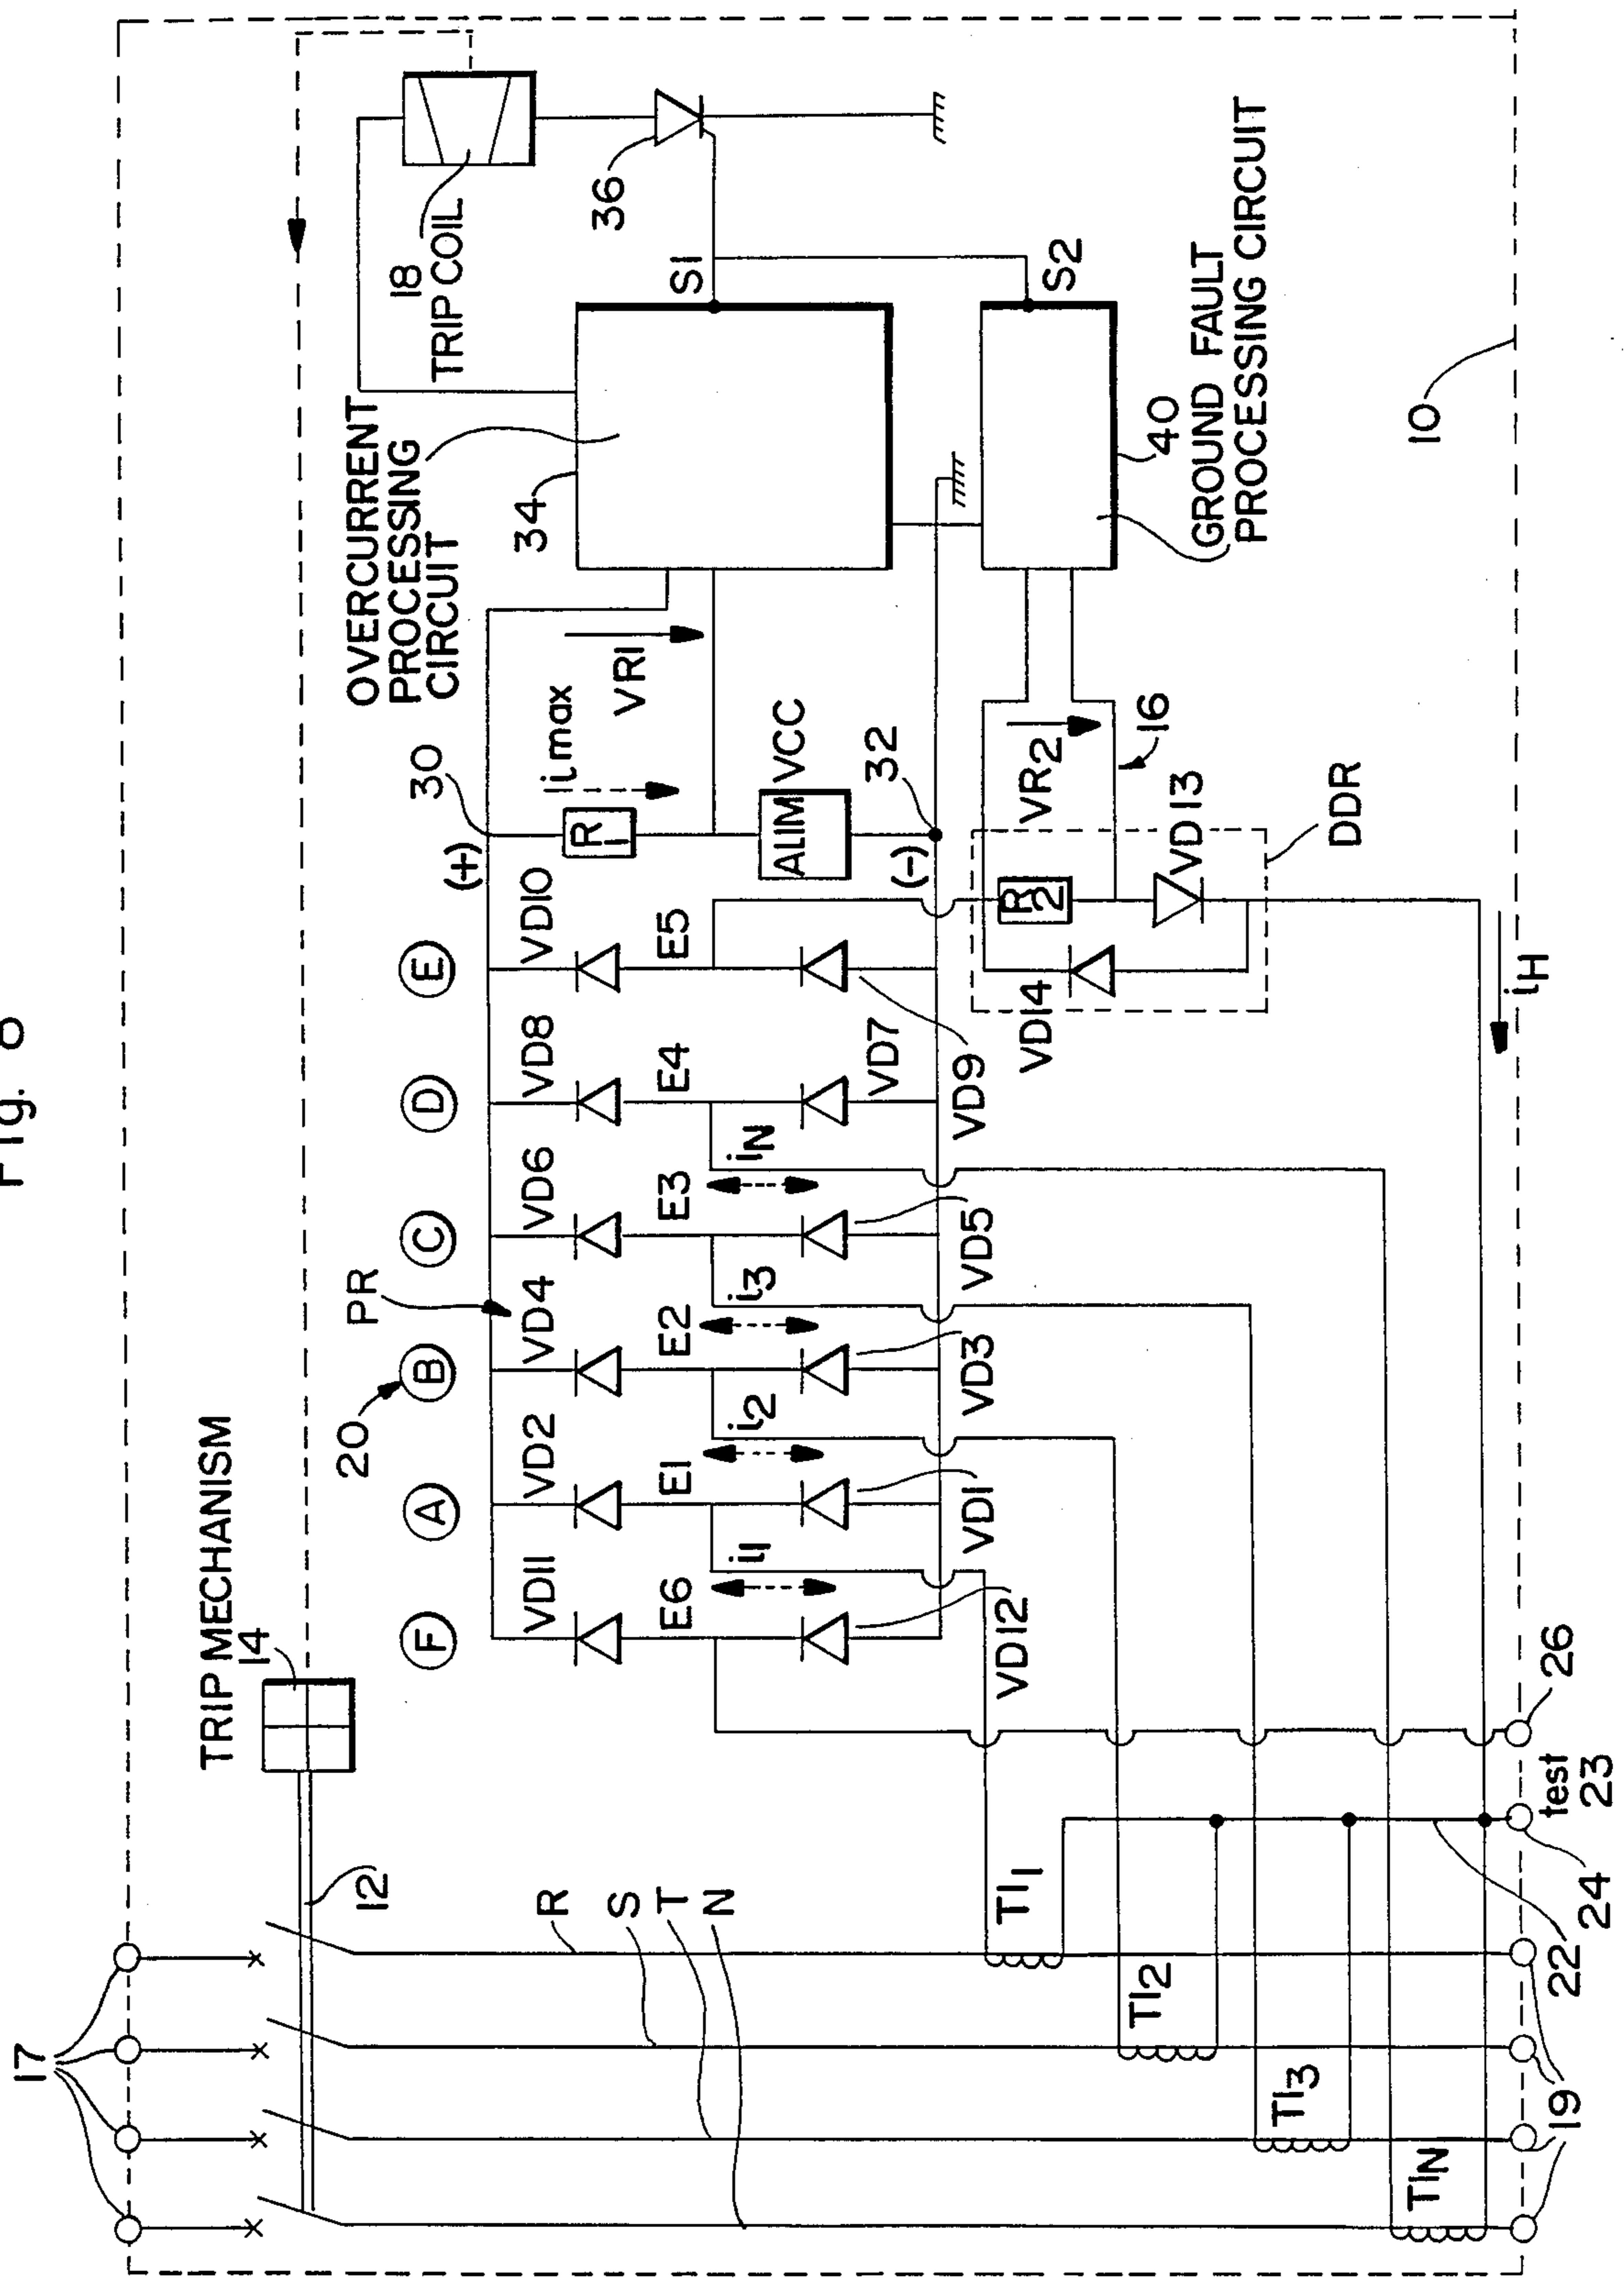 Fig. 8
17
TRIP MECHANISM
14
12
R
S
T
N
20
PR
F
A
B
C
D
E
VD11
VD2
VD4
VD6
VD8
VD10
(+)
30
E6
E1
E2
E3
E4
E5
i1
i2
i3
iN
VD12
VD1
VD3
VD5
VD7
VD9
R1
imax
VR1
ALIM
VCC
(-)
32
OVERCURRENT
PROCESSING
CIRCUIT
34
18
TRIP COIL
36
S1
S2
40
GROUND FAULT
PROCESSING CIRCUIT
R2
VR2
16
VD13
VD14
DDR
iH
10
TI1
TI2
TI3
TIN
19
22
24
test
23
26